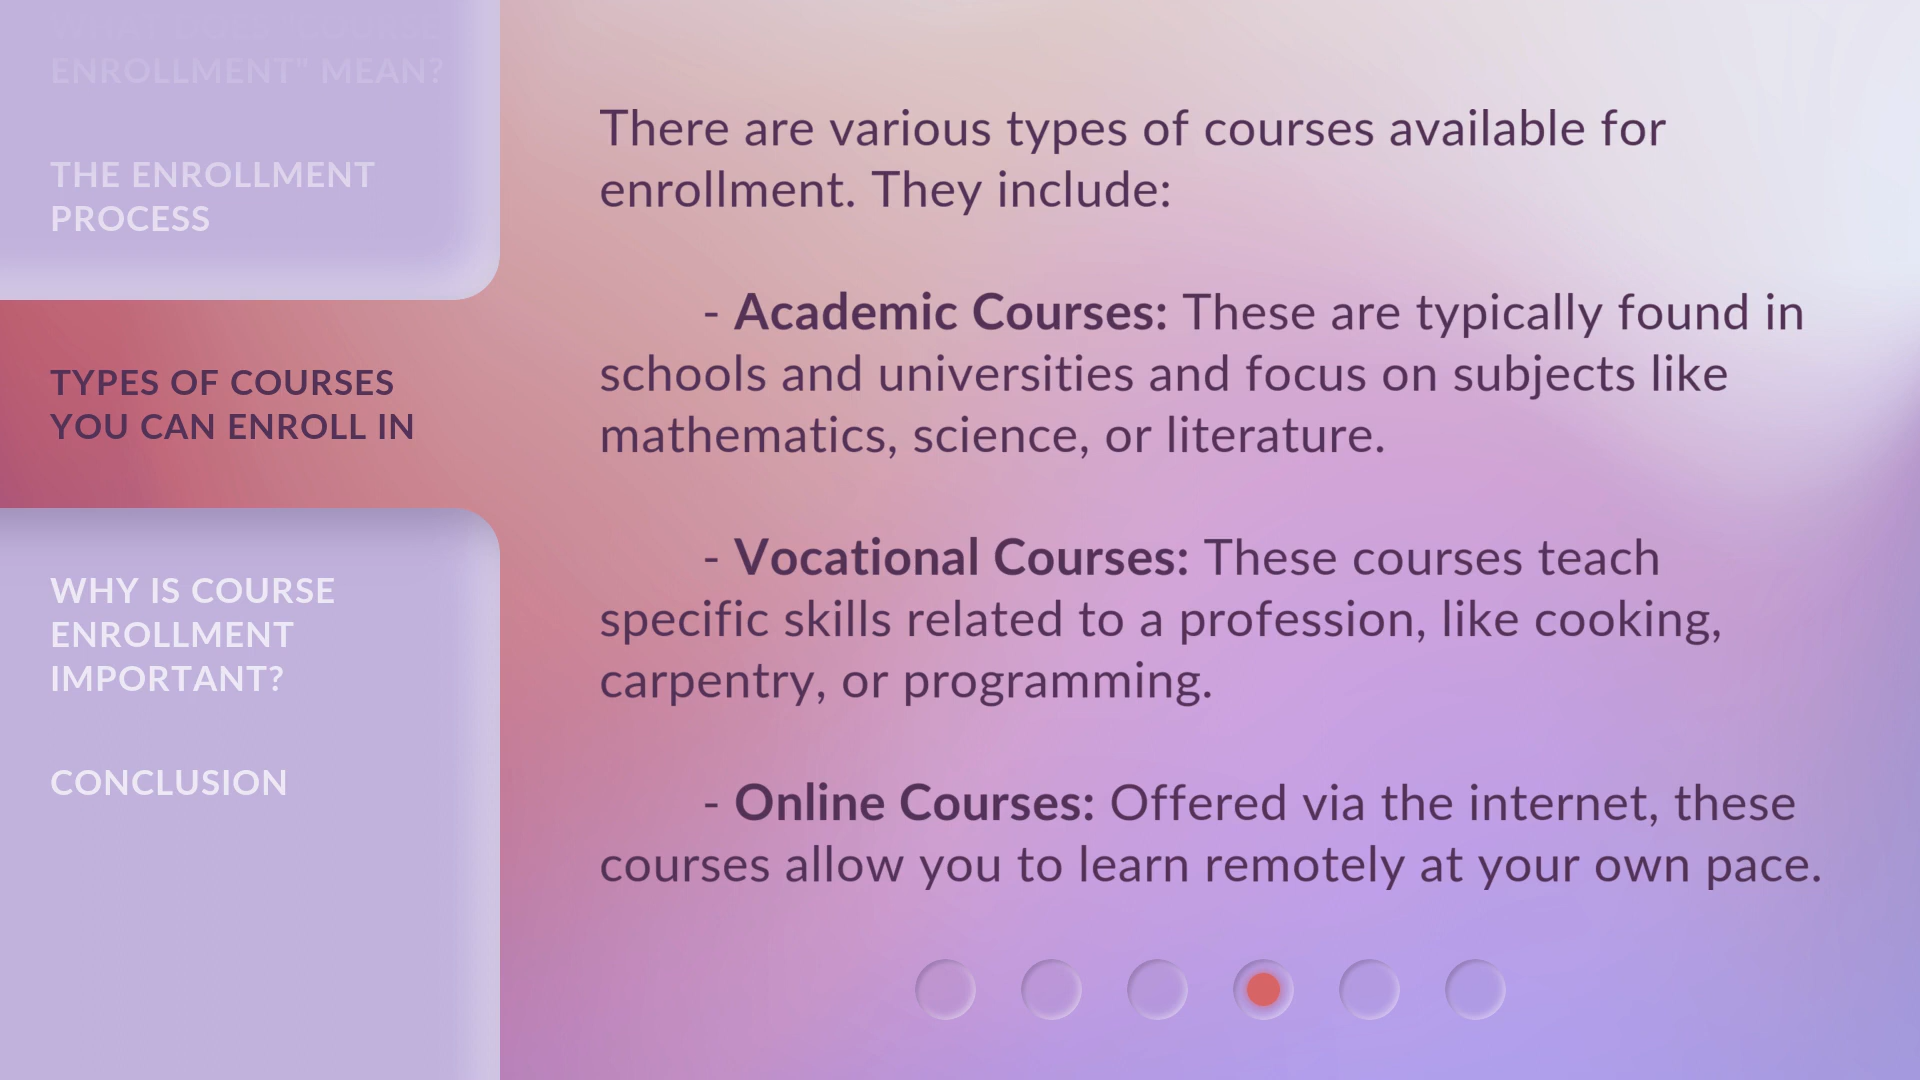 WHAT DOES "COURSE
ENROLLMENT" MEAN?
THE ENROLLMENT
PROCESS
TYPES OF COURSES
YOU CAN ENROLL IN
WHY IS COURSE
ENROLLMENT
IMPORTANT?
CONCLUSION
There are various types of courses available for
enrollment. They include:
- Academic Courses: These are typically found in
schools and universities and focus on subjects like
mathematics, science, or literature.
- Vocational Courses: These courses teach
specific skills related to a profession, like cooking,
carpentry, or programming.
- Online Courses: Offered via the internet, these
courses allow you to learn remotely at your own pace.